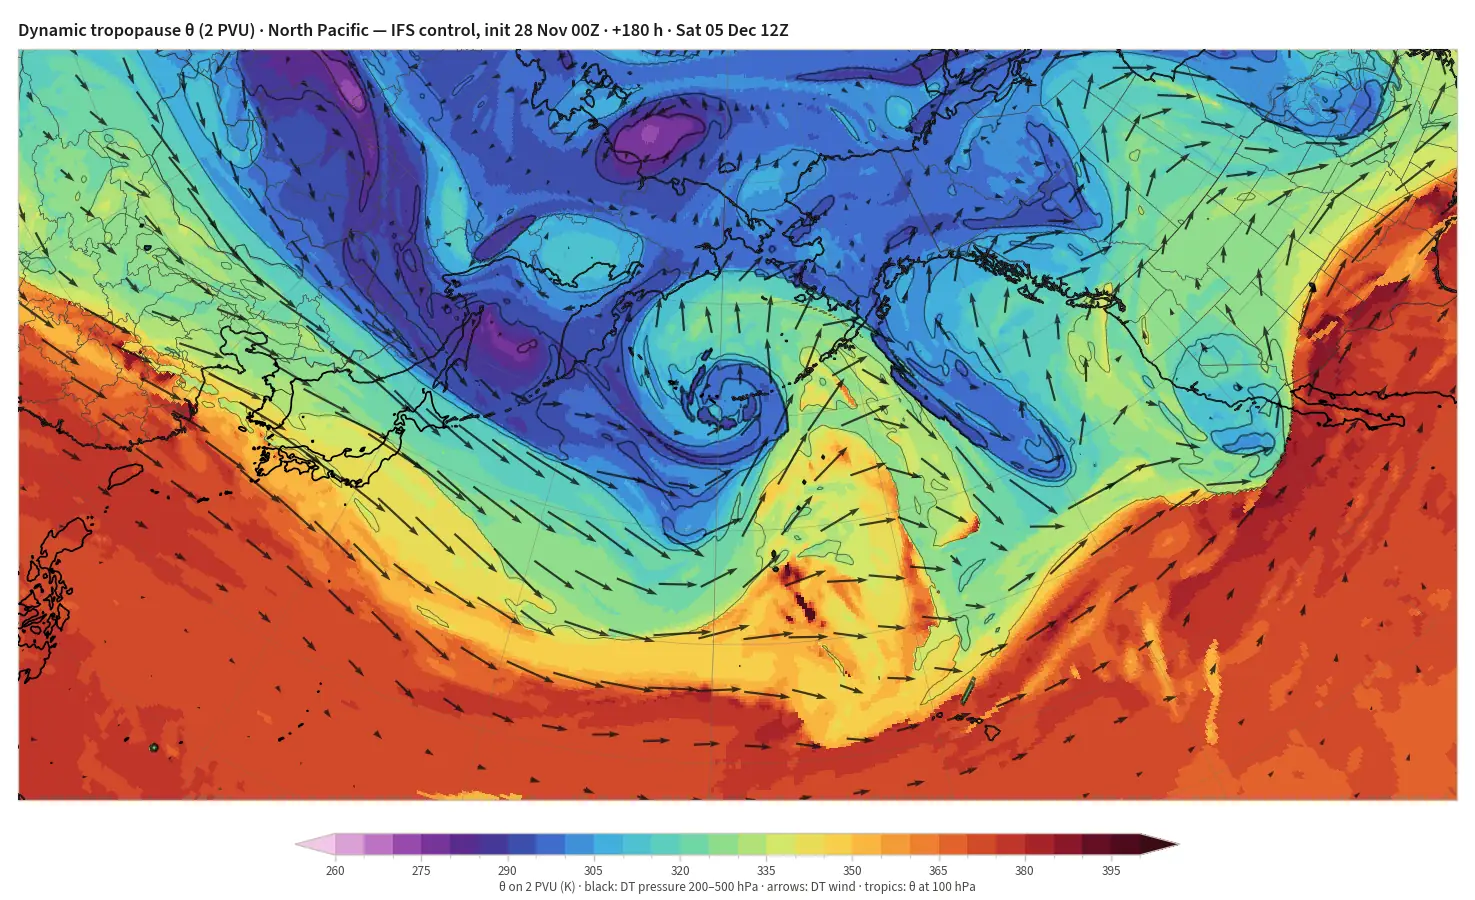 Dynamic tropopause θ (2 PVU) · North Pacific — IFS control, init 28 Nov 00Z · +180 h · Sat 05 Dec 12Z
260 275 290 305 320 335 350 365 380 395
θ on 2 PVU (K) · black: DT pressure 200–500 hPa · arrows: DT wind · tropics: θ at 100 hPa